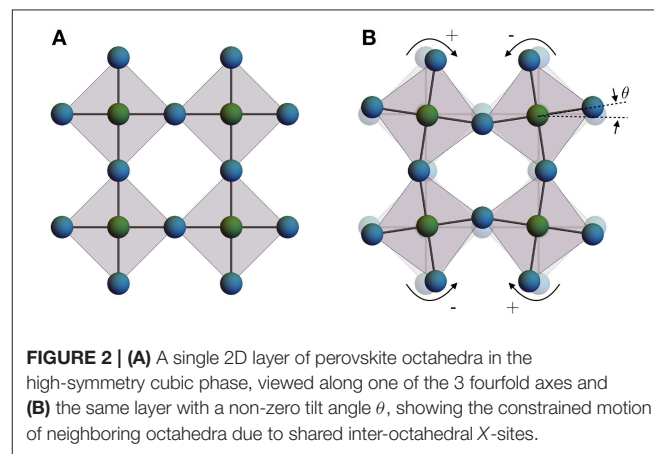 A
B
+
-
θ
-
+
FIGURE 2 | (A) A single 2D layer of perovskite octahedra in the
high-symmetry cubic phase, viewed along one of the 3 fourfold axes and
(B) the same layer with a non-zero tilt angle θ, showing the constrained motion
of neighboring octahedra due to shared inter-octahedral X-sites.